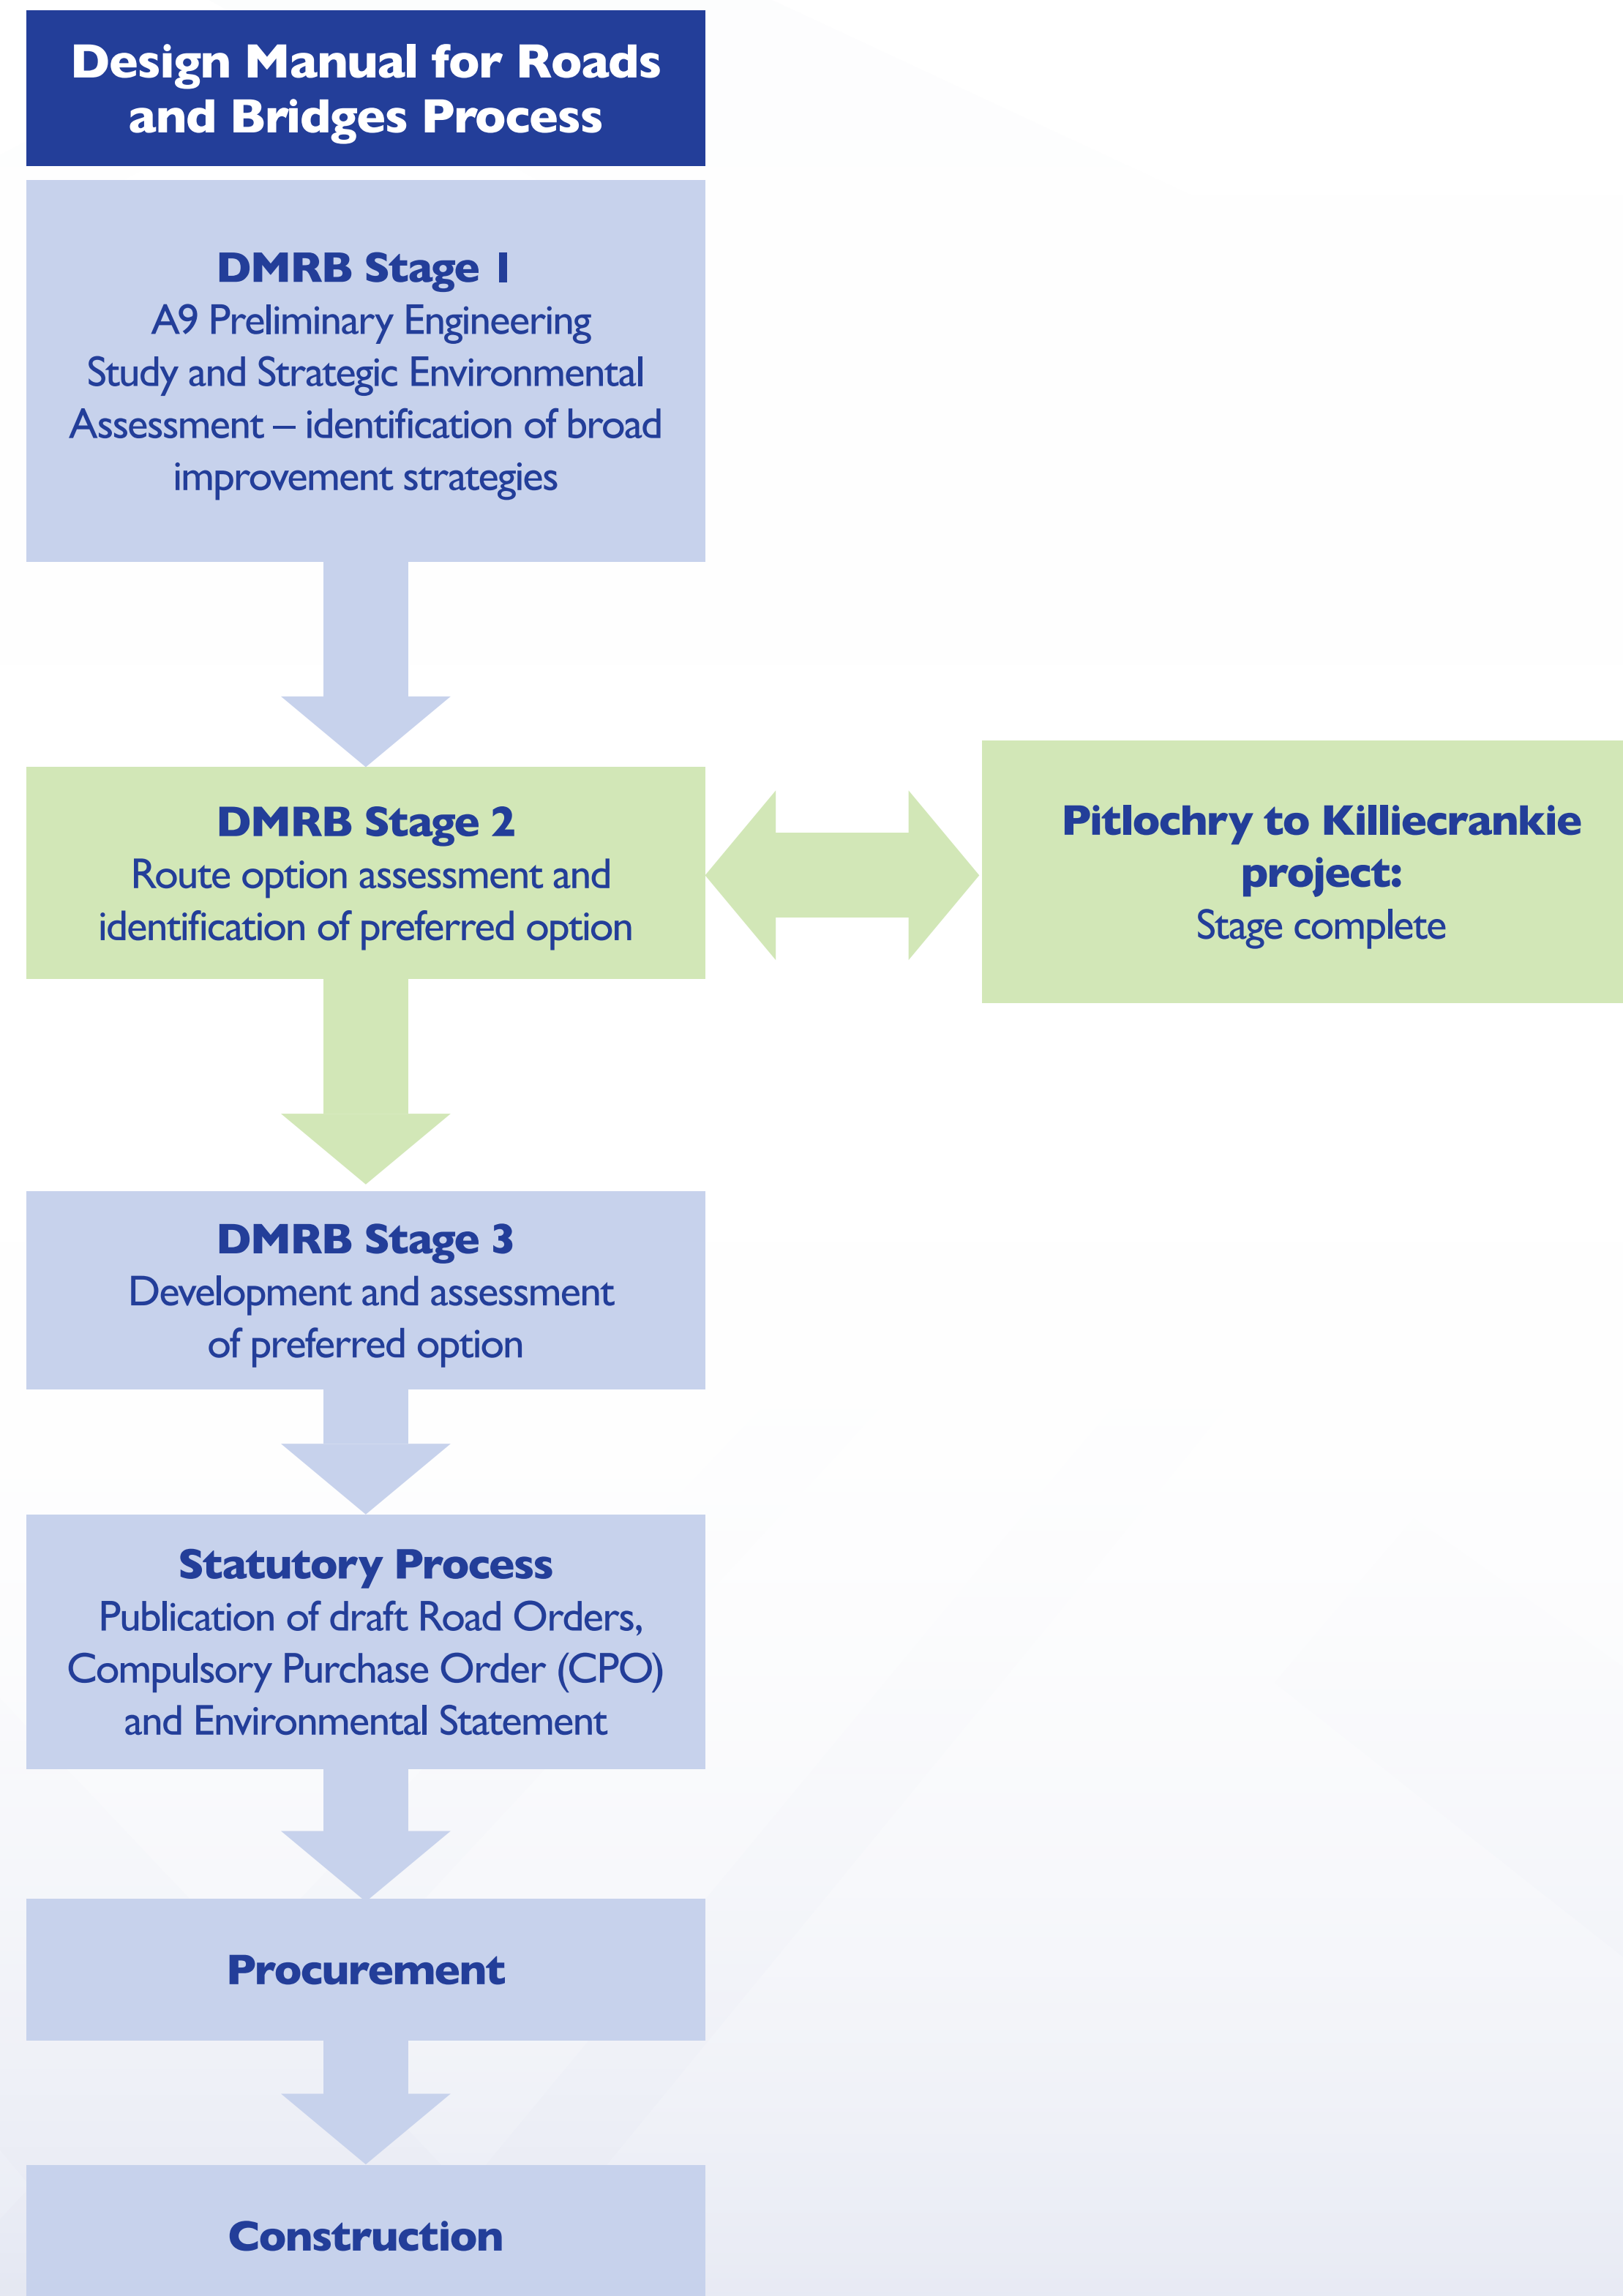 Design Manual for Roads
and Bridges Process
DMRB Stage 1
A9 Preliminary Engineering
Study and Strategic Environmental
Assessment – identification of broad
improvement strategies
DMRB Stage 2
Route option assessment and
identification of preferred option
Pitlochry to Killiecrankie
project:
Stage complete
DMRB Stage 3
Development and assessment
of preferred option
Statutory Process
Publication of draft Road Orders,
Compulsory Purchase Order (CPO)
and Environmental Statement
Procurement
Construction